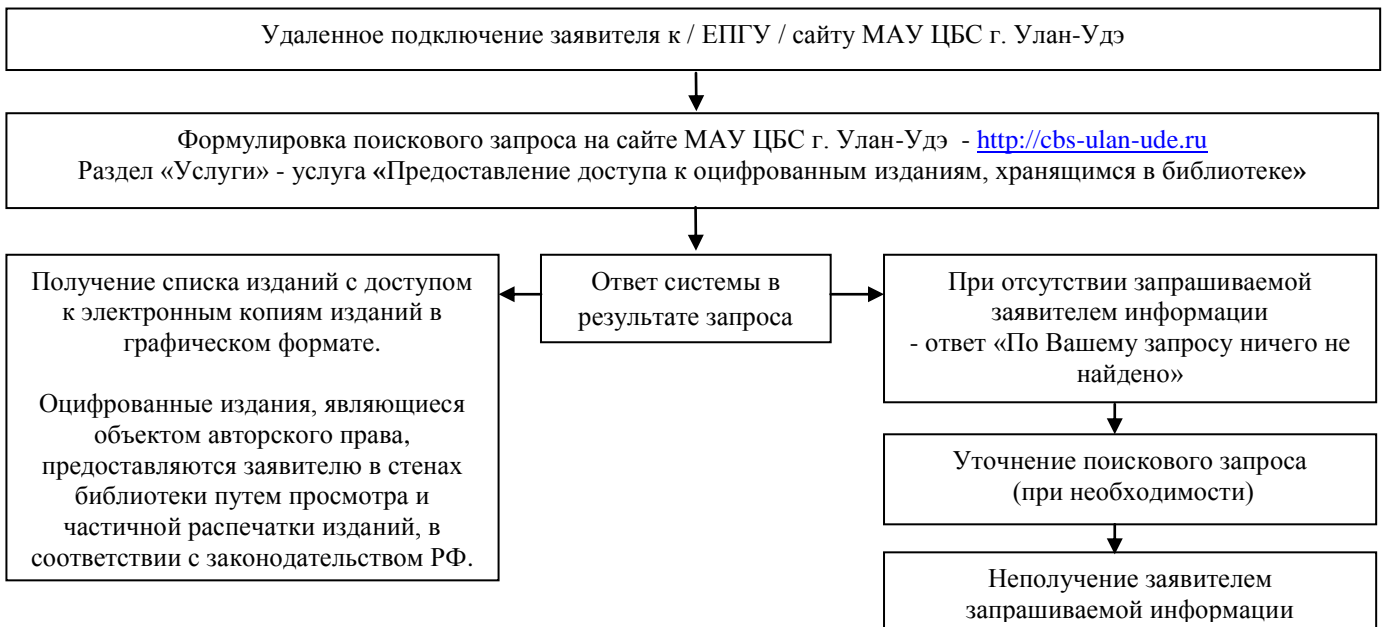 Удаленное подключение заявителя к / ЕПГУ / сайту МАУ ЦБС г. Улан-Удэ
Формулировка поискового запроса на сайте МАУ ЦБС г. Улан-Удэ - http://cbs-ulan-ude.ru
Раздел «Услуги» - услуга «Предоставление доступа к оцифрованным изданиям, хранящимся в библиотеке»
Получение списка изданий с доступом
к электронным копиям изданий в
графическом формате.
Оцифрованные издания, являющиеся
объектом авторского права,
предоставляются заявителю в стенах
библиотеки путем просмотра и
частичной распечатки изданий, в
соответствии с законодательством РФ.
Ответ системы в
результате запроса
При отсутствии запрашиваемой
заявителем информации
- ответ «По Вашему запросу ничего не
найдено»
Уточнение поискового запроса
(при необходимости)
Неполучение заявителем
запрашиваемой информации